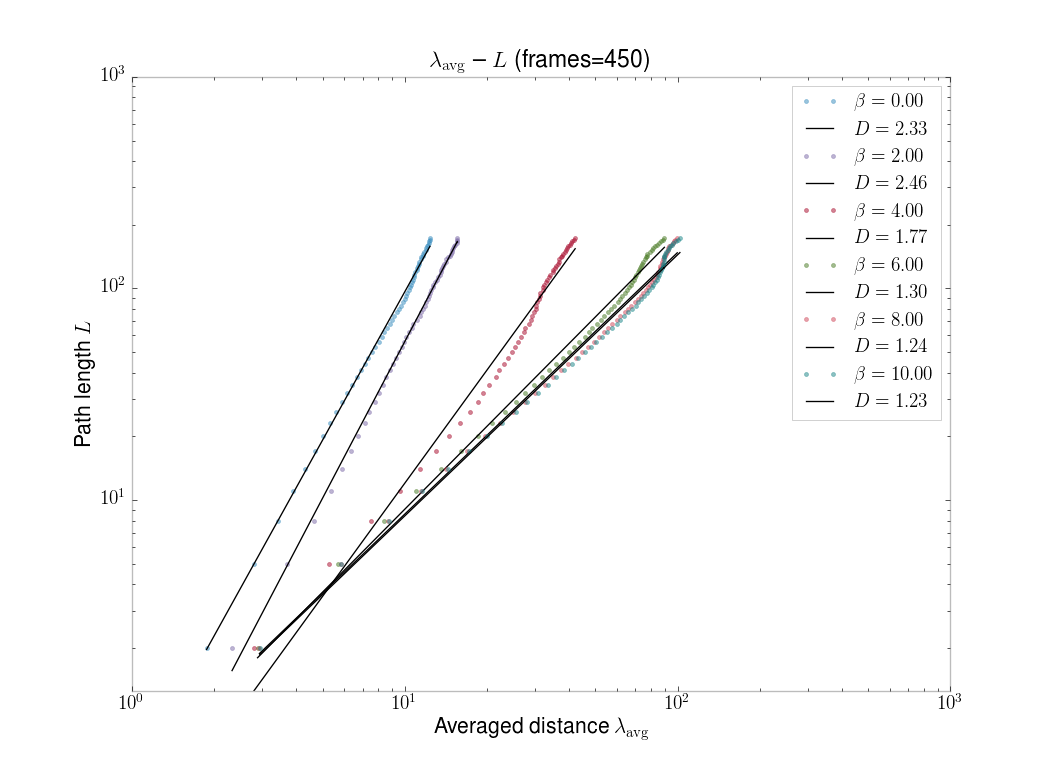 λavg − L (frames=450)
10³
10²
10¹
Path length L
10⁰ 10¹ 10² 10³
Averaged distance λavg
β = 0.00
D = 2.33
β = 2.00
D = 2.46
β = 4.00
D = 1.77
β = 6.00
D = 1.30
β = 8.00
D = 1.24
β = 10.00
D = 1.23